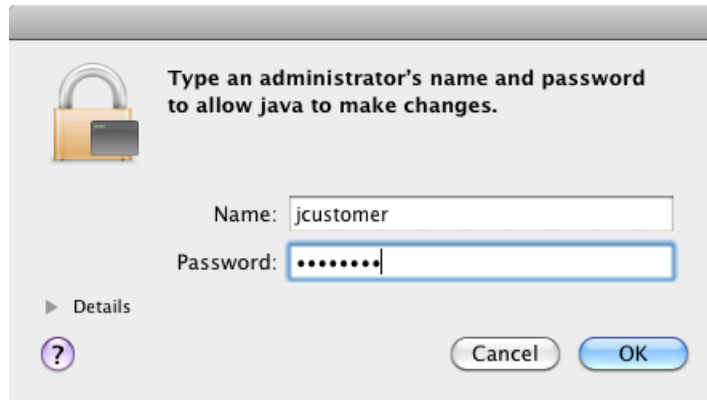 Type an administrator's name and password
to allow java to make changes.
Name: jcustomer
Password: ••••••••
Details
?
Cancel OK